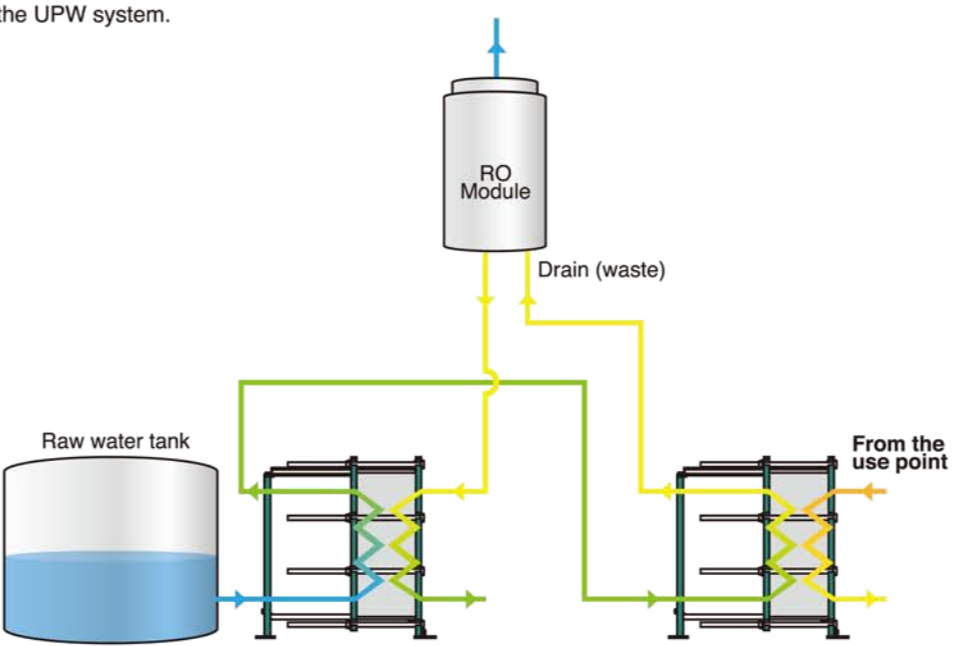 the UPW system.
RO
Module
Drain (waste)
Raw water tank
From the
use point